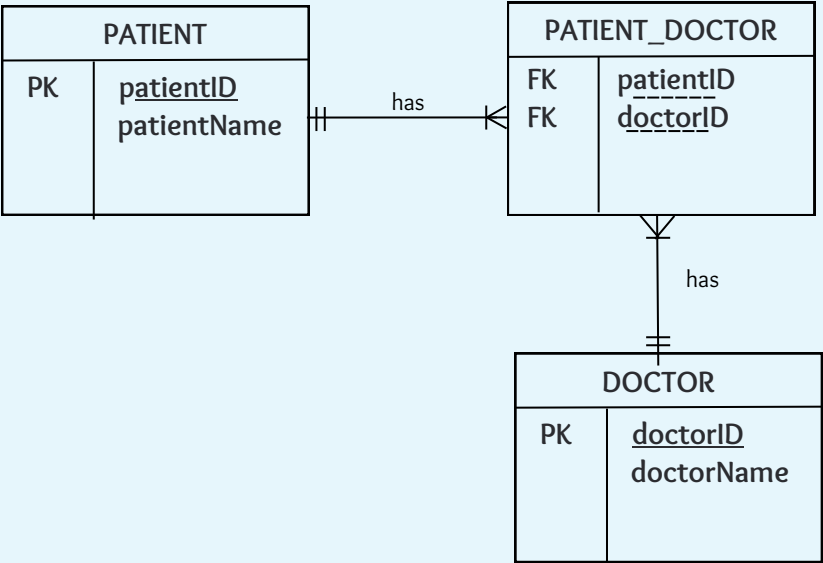 PATIENT
PK patientID
patientName
has
PATIENT_DOCTOR
FK patientID
FK doctorID
has
DOCTOR
PK doctorID
doctorName